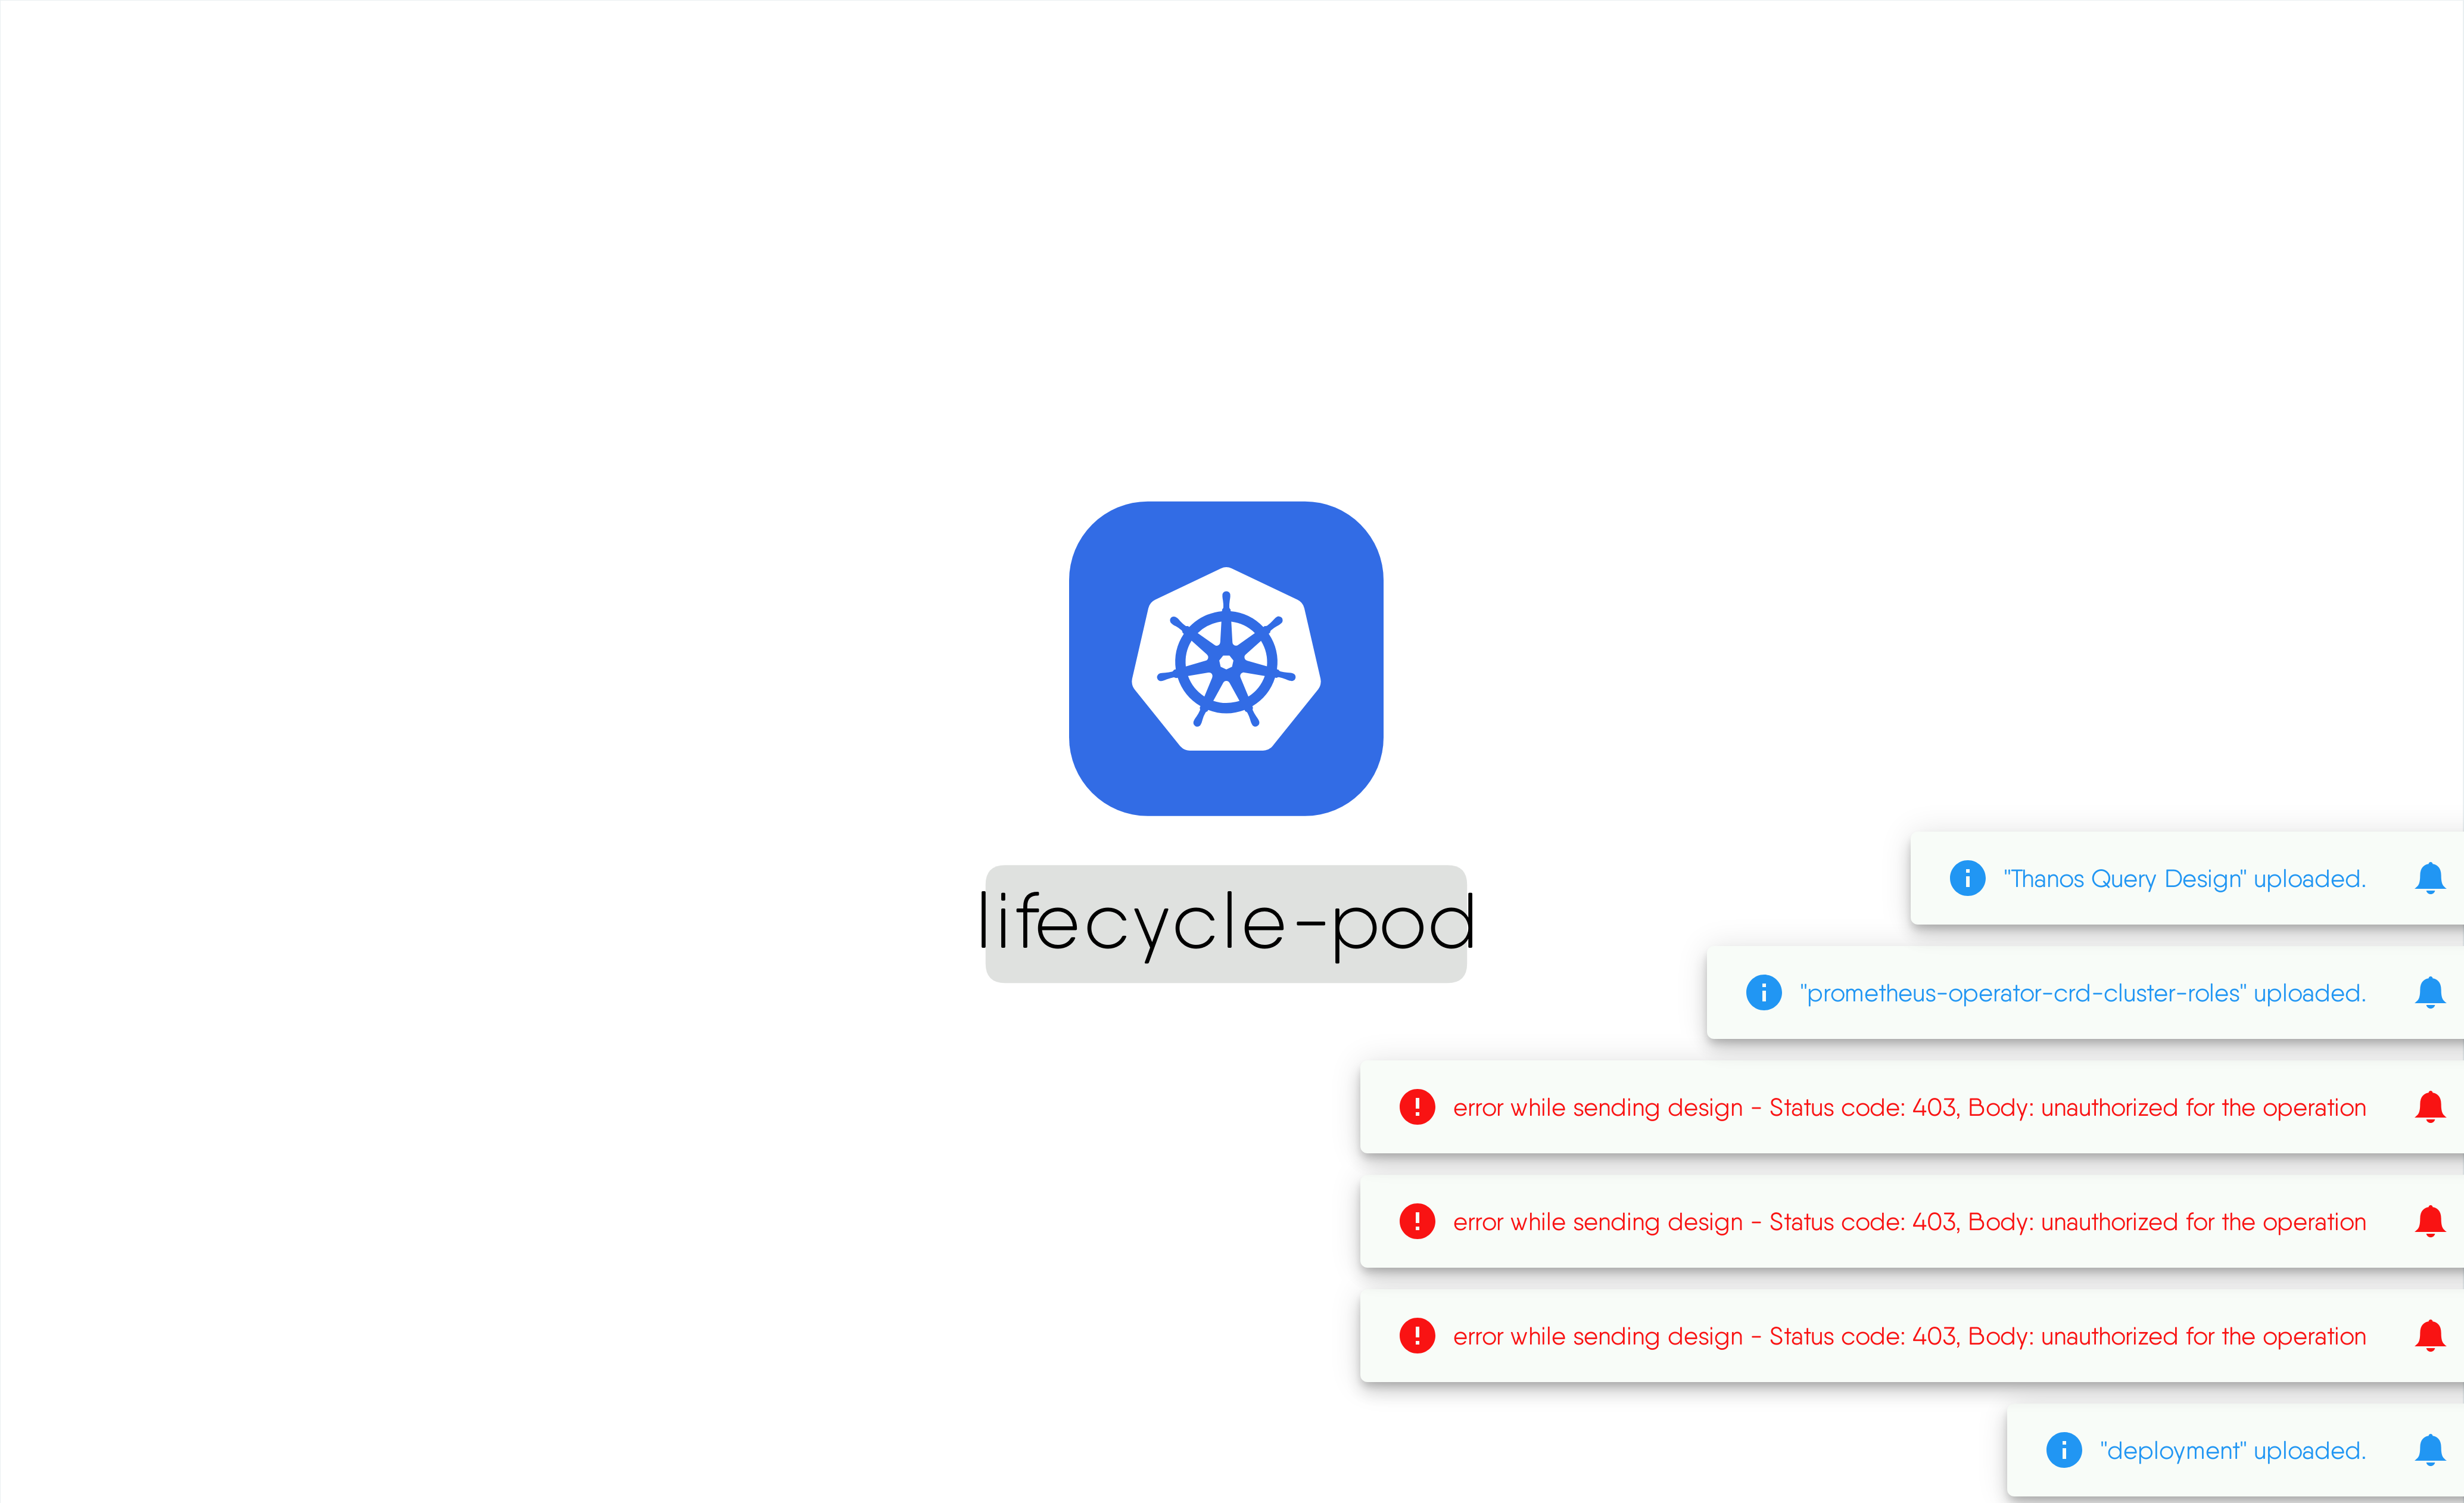 lifecycle-pod
"Thanos Query Design" uploaded.
"prometheus-operator-crd-cluster-roles" uploaded.
error while sending design - Status code: 403, Body: unauthorized for the operation
error while sending design - Status code: 403, Body: unauthorized for the operation
error while sending design - Status code: 403, Body: unauthorized for the operation
"deployment" uploaded.